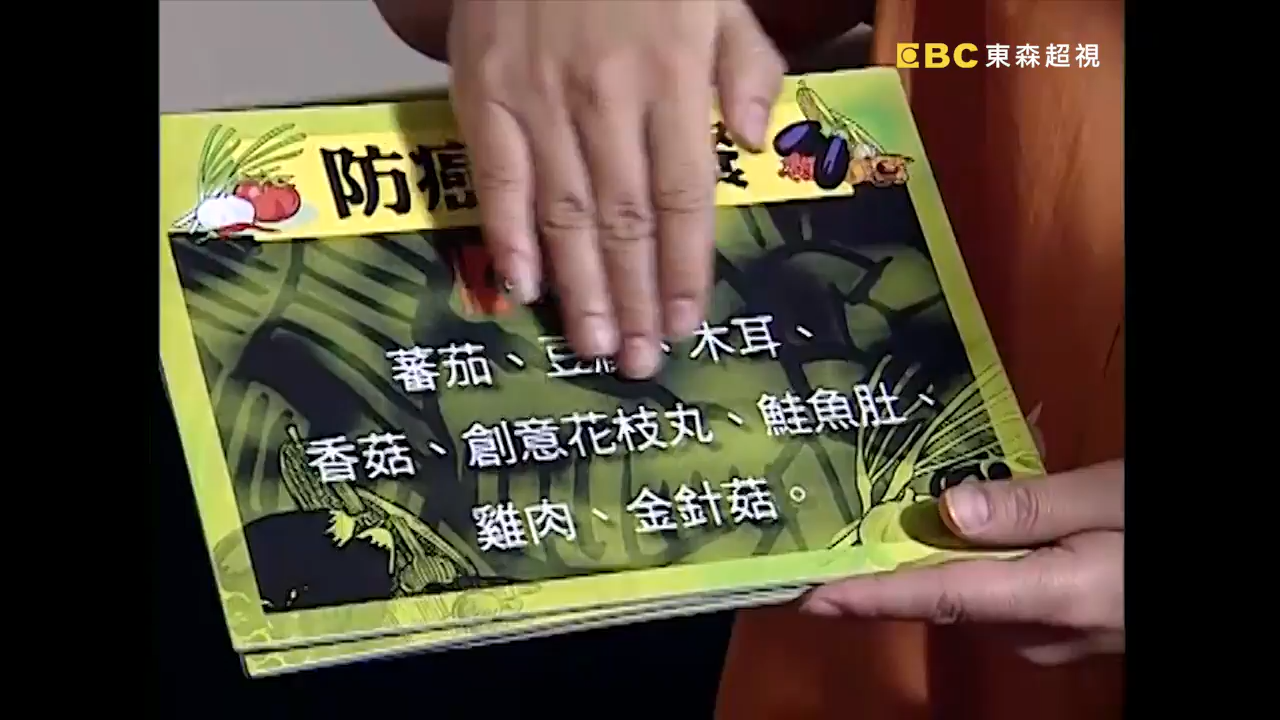 EBC 東森超視
防癌
蕃茄、豆、木耳、
香菇、創意花枝丸、鮭魚肚、
雞肉、金針菇。